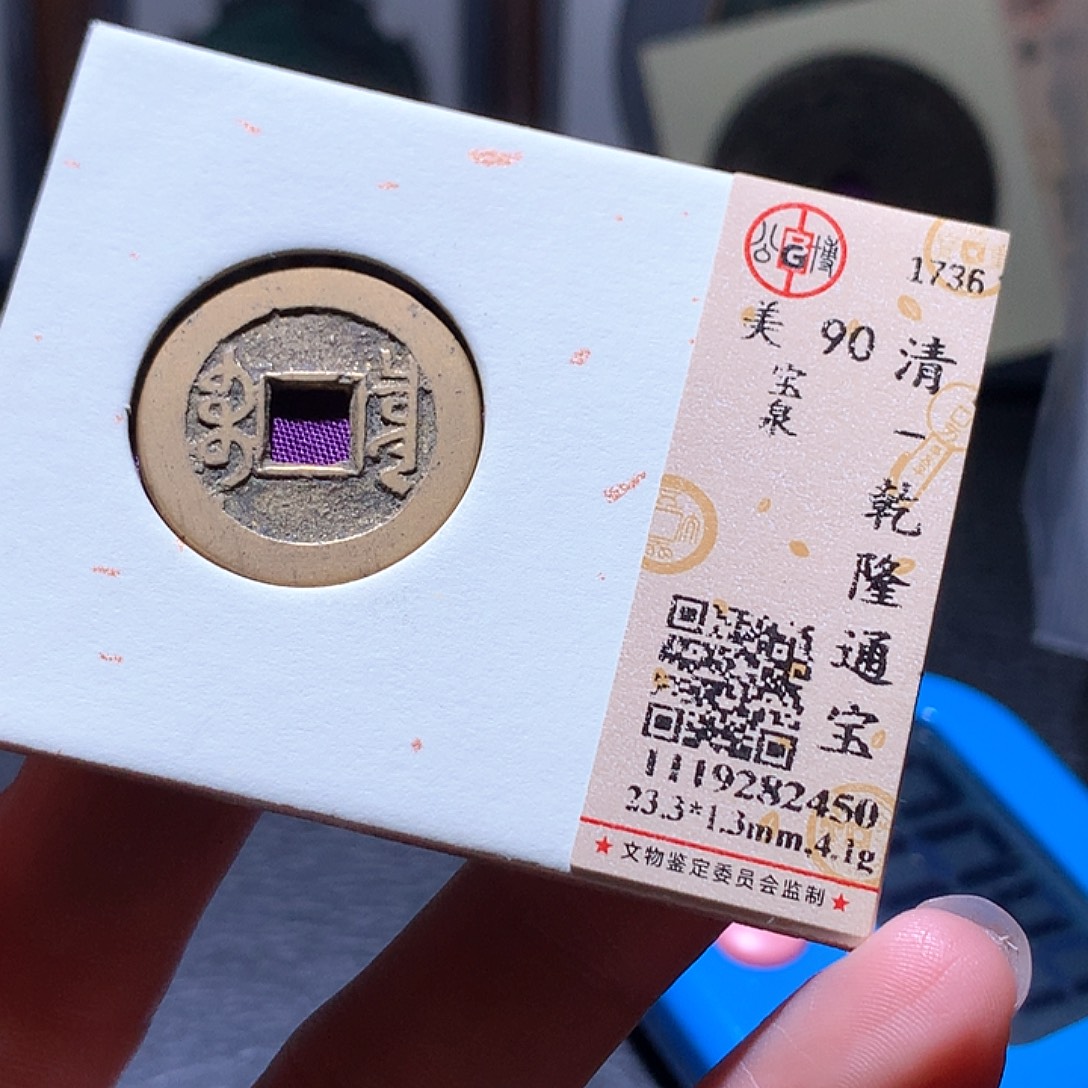 公博
1736
美 90 清
宝泉
一
乾隆通宝
1119282450
23.3*1.3mm.4.1g
★文物鉴定委员会监制★